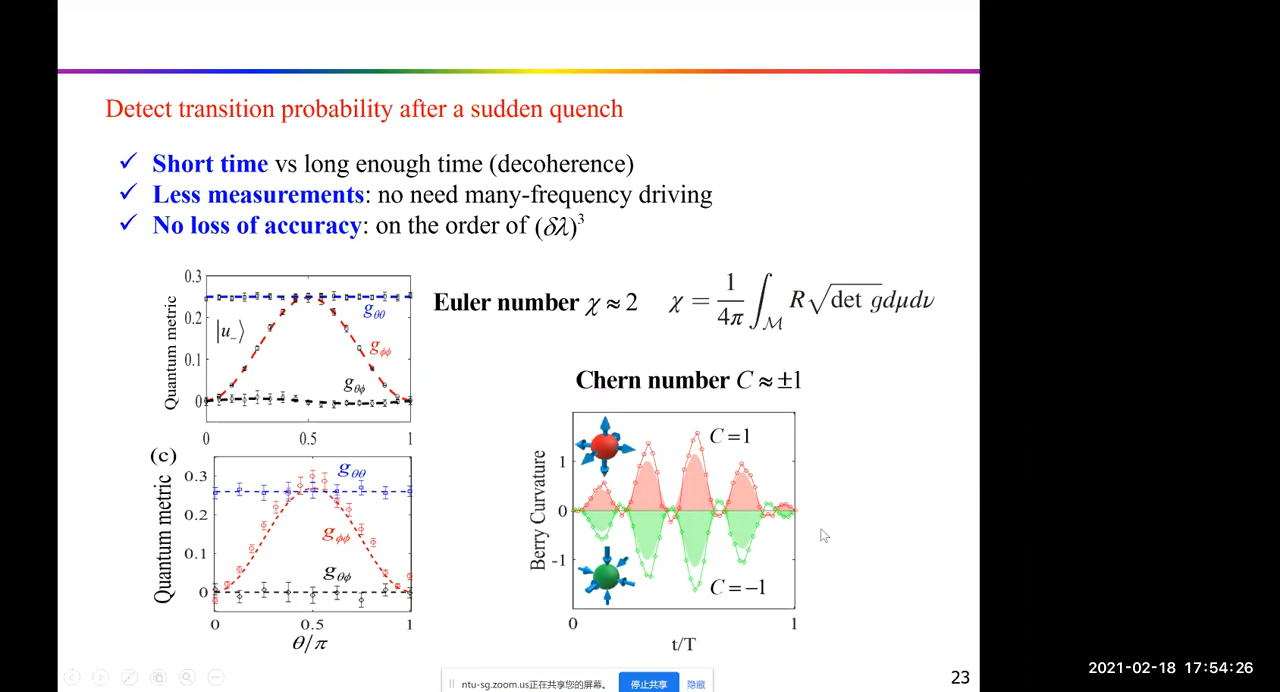 Detect transition probability after a sudden quench
✓ Short time vs long enough time (decoherence)
✓ Less measurements: no need many-frequency driving
✓ No loss of accuracy: on the order of (δλ)³
Quantum metric
0.3
0.2
0.1
0
|u₋⟩
g_θθ
g_φφ
g_θφ
0 0.5 1
Euler number χ ≈ 2 χ = 1/4π ∫_ℳ R√det g dμdν
Chern number C ≈ ±1
(c)
Quantum metric
0.3
0.2
0.1
0
g_θθ
g_φφ
g_θφ
0 0.5 1
θ/π
Berry Curvature
1
0
-1
C=1
C=−1
0 1
t/T
ntu-sg.zoom.us正在共享您的屏幕。 停止共享 隐藏
23
2021-02-18 17:54:26